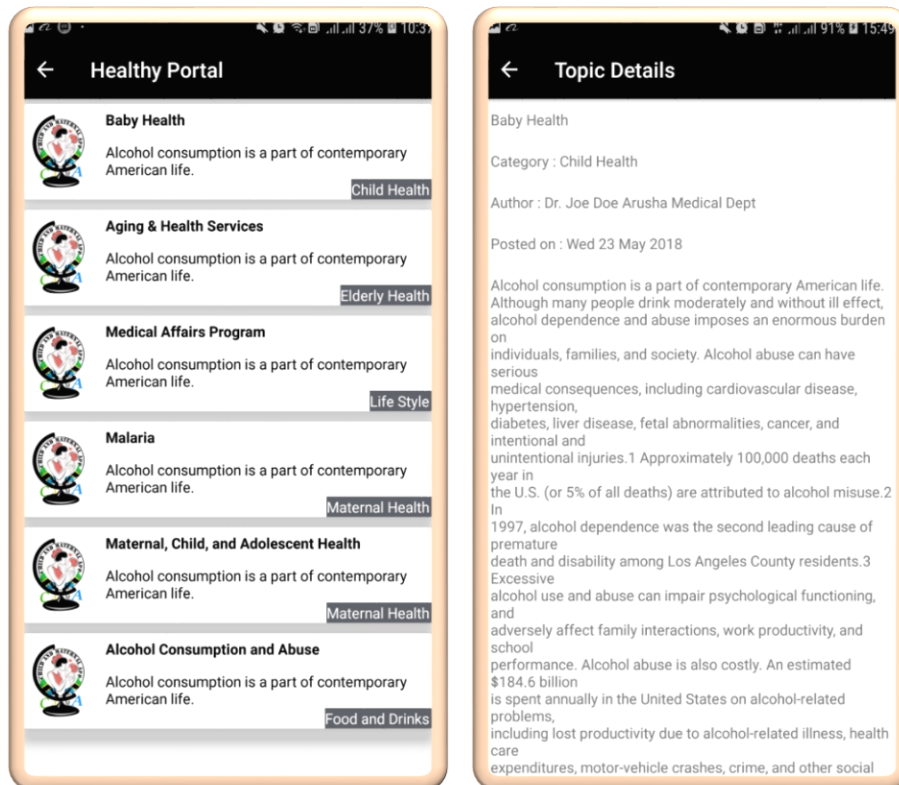 37% 10:37
Healthy Portal
Baby Health
Alcohol consumption is a part of contemporary
American life.
Child Health
Aging & Health Services
Alcohol consumption is a part of contemporary
American life.
Elderly Health
Medical Affairs Program
Alcohol consumption is a part of contemporary
American life.
Life Style
Malaria
Alcohol consumption is a part of contemporary
American life.
Maternal Health
Maternal, Child, and Adolescent Health
Alcohol consumption is a part of contemporary
American life.
Maternal Health
Alcohol Consumption and Abuse
Alcohol consumption is a part of contemporary
American life.
Food and Drinks
91% 15:49
Topic Details
Baby Health
Category : Child Health
Author : Dr. Joe Doe Arusha Medical Dept
Posted on : Wed 23 May 2018
Alcohol consumption is a part of contemporary American life.
Although many people drink moderately and without ill effect,
alcohol dependence and abuse imposes an enormous burden
on
individuals, families, and society. Alcohol abuse can have
serious
medical consequences, including cardiovascular disease,
hypertension,
diabetes, liver disease, fetal abnormalities, cancer, and
intentional and
unintentional injuries.1 Approximately 100,000 deaths each
year in
the U.S. (or 5% of all deaths) are attributed to alcohol misuse.2
In
1997, alcohol dependence was the second leading cause of
premature
death and disability among Los Angeles County residents.3
Excessive
alcohol use and abuse can impair psychological functioning,
and
adversely affect family interactions, work productivity, and
school
performance. Alcohol abuse is also costly. An estimated
$184.6 billion
is spent annually in the United States on alcohol-related
problems,
including lost productivity due to alcohol-related illness, health
care
expenditures, motor-vehicle crashes, crime, and other social